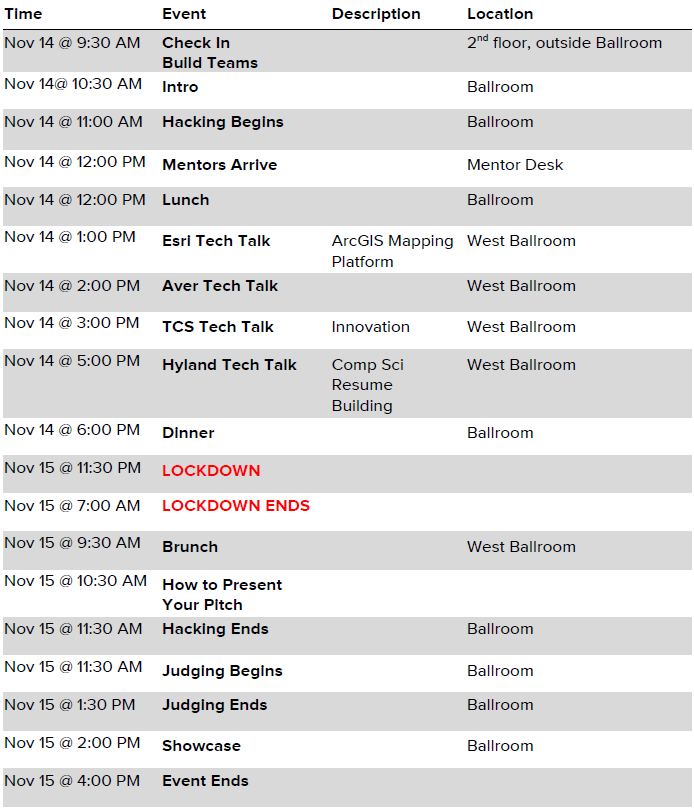 Time Event Description Location
Nov 14 @ 9:30 AM Check In 2nd floor, outside Ballroom
Build Teams
Nov 14@ 10:30 AM Intro Ballroom
Nov 14 @ 11:00 AM Hacking Begins Ballroom
Nov 14 @ 12:00 PM Mentors Arrive Mentor Desk
Nov 14 @ 12:00 PM Lunch Ballroom
Nov 14 @ 1:00 PM Esri Tech Talk ArcGIS Mapping West Ballroom
Platform
Nov 14 @ 2:00 PM Aver Tech Talk West Ballroom
Nov 14 @ 3:00 PM TCS Tech Talk Innovation West Ballroom
Nov 14 @ 5:00 PM Hyland Tech Talk Comp Sci West Ballroom
Resume
Building
Nov 14 @ 6:00 PM Dinner Ballroom
Nov 15 @ 11:30 PM LOCKDOWN
Nov 15 @ 7:00 AM LOCKDOWN ENDS
Nov 15 @ 9:30 AM Brunch West Ballroom
Nov 15 @ 10:30 AM How to Present
Your PItch
Nov 15 @ 11:30 AM Hacking Ends Ballroom
Nov 15 @ 11:30 AM Judging Begins Ballroom
Nov 15 @ 1:30 PM Judging Ends Ballroom
Nov 15 @ 2:00 PM Showcase Ballroom
Nov 15 @ 4:00 PM Event Ends